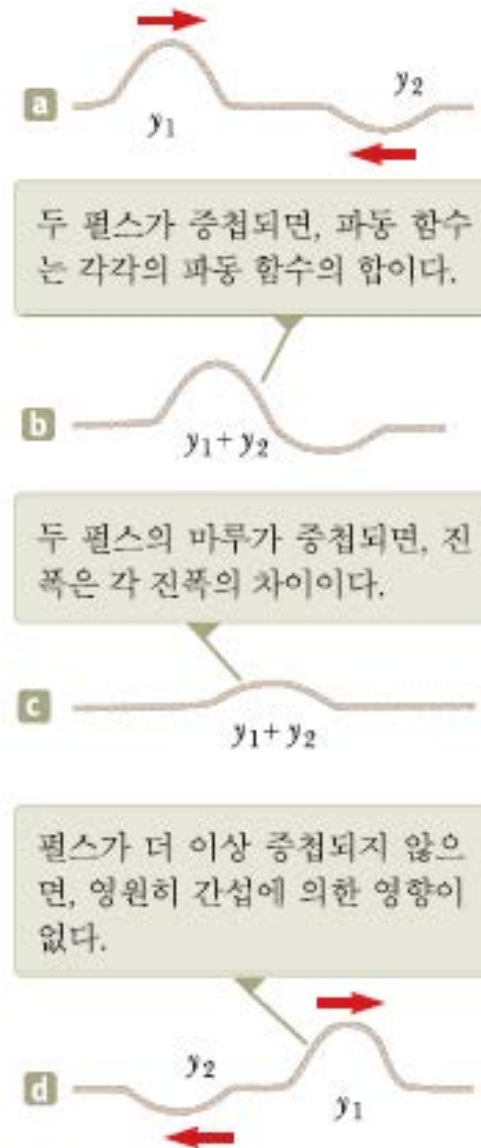 y₂
a
y₁
두 펄스가 중첩되면, 파동 함수
는 각각의 파동 함수의 합이다.
b
y₁ + y₂
두 펄스의 마루가 중첩되면, 진
폭은 각 진폭의 차이이다.
c
y₁ + y₂
펄스가 더 이상 중첩되지 않으
면, 영원히 간섭에 의한 영향이
없다.
y₂
d
y₁